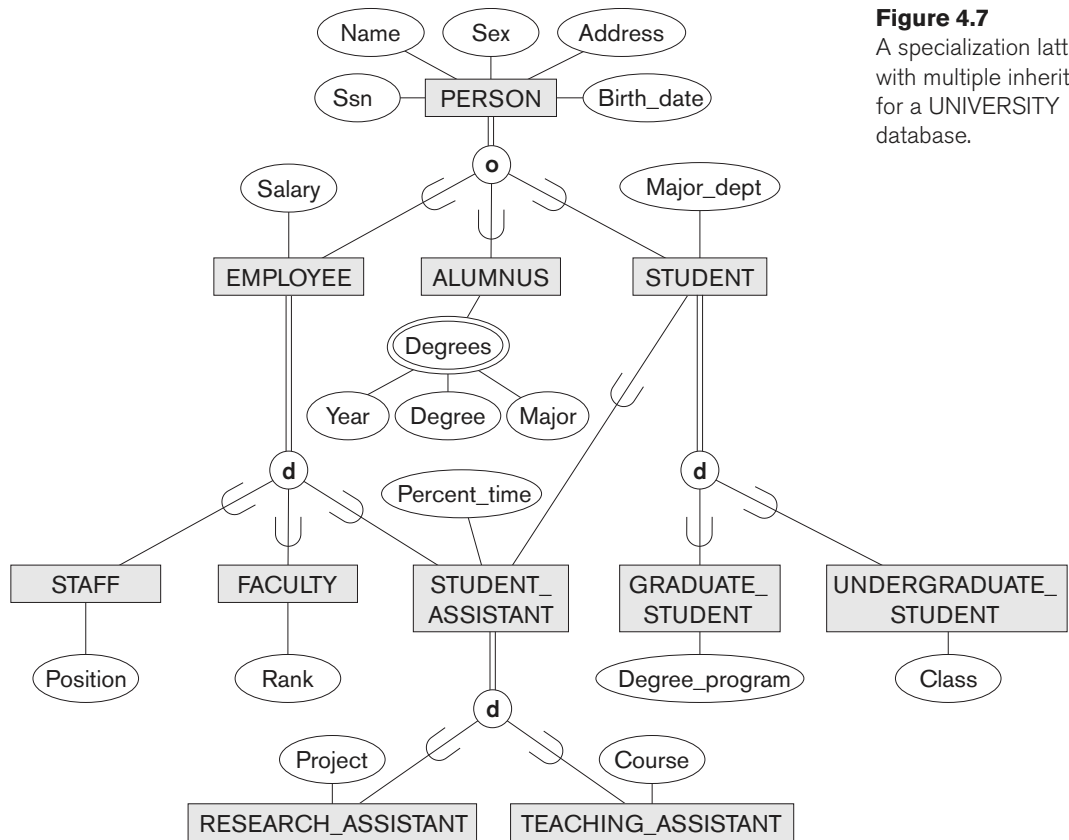 Figure 4.7
A specialization latt
with multiple inherit
for a UNIVERSITY
database.
Name
Sex
Address
Ssn
PERSON
Birth_date
o
Salary
Major_dept
EMPLOYEE
ALUMNUS
STUDENT
Degrees
Year
Degree
Major
d
d
Percent_time
STAFF
FACULTY
STUDENT_
ASSISTANT
GRADUATE_
STUDENT
UNDERGRADUATE_
STUDENT
Position
Rank
Degree_program
Class
d
Project
Course
RESEARCH_ASSISTANT
TEACHING_ASSISTANT